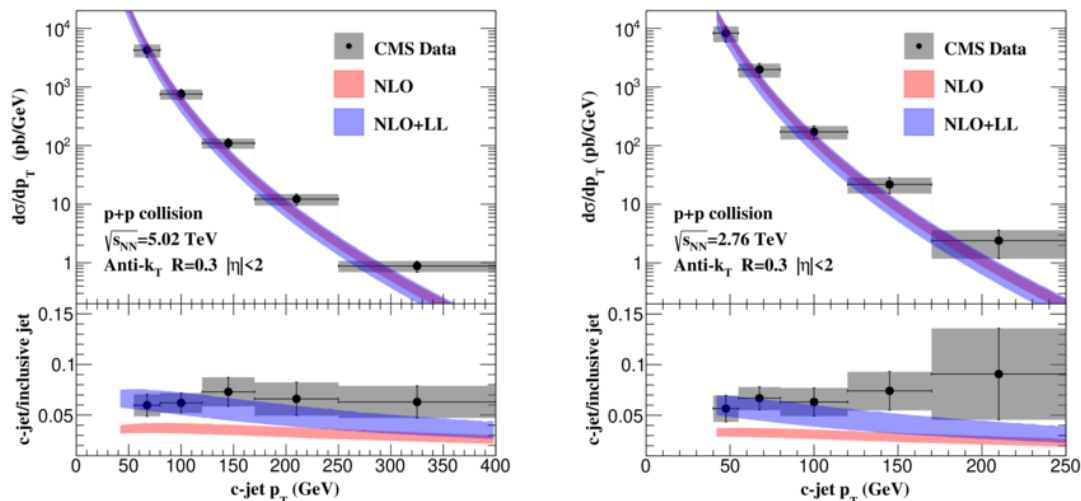 10⁴
10³
10²
10
1
dσ/dp_T (pb/GeV)
CMS Data
NLO
NLO+LL
p+p collision
√s_NN=5.02 TeV
Anti-k_T R=0.3 |η|<2
0.15
0.1
0.05
c-jet/inclusive jet
0 50 100 150 200 250 300 350 400
c-jet p_T (GeV)
10⁴
10³
10²
10
1
dσ/dp_T (pb/GeV)
CMS Data
NLO
NLO+LL
p+p collision
√s_NN=2.76 TeV
Anti-k_T R=0.3 |η|<2
0.15
0.1
0.05
c-jet/inclusive jet
0 50 100 150 200 250
c-jet p_T (GeV)